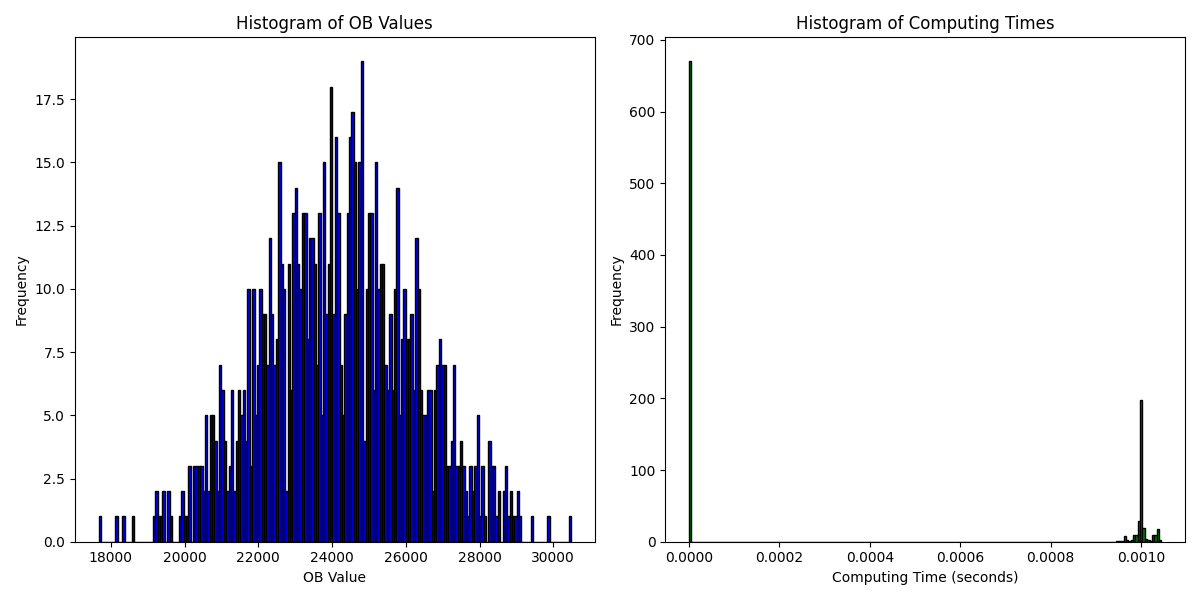 Histogram of OB Values
Frequency
17.5
15.0
12.5
10.0
7.5
5.0
2.5
0.0
18000 20000 22000 24000 26000 28000 30000
OB Value
Histogram of Computing Times
Frequency
700
600
500
400
300
200
100
0
0.0000 0.0002 0.0004 0.0006 0.0008 0.0010
Computing Time (seconds)